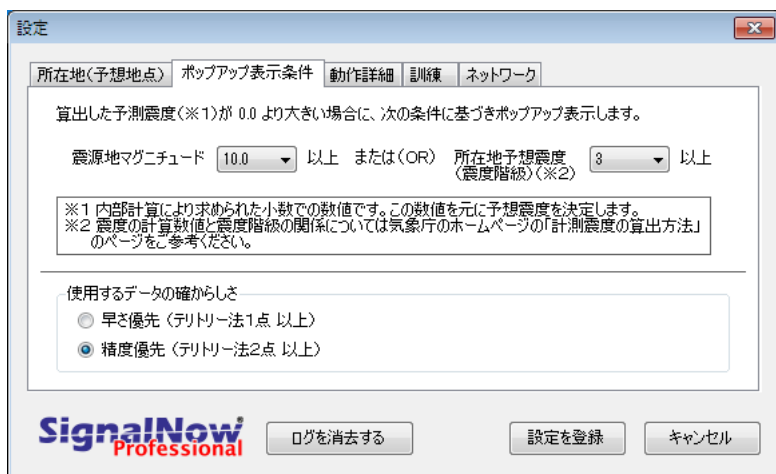 設定
所在地(予想地点) ポップアップ表示条件 動作詳細 訓練 ネットワーク
算出した予測震度(※1)が 0.0 より大きい場合に、次の条件に基づきポップアップ表示します。
震源地マグニチュード 10.0 以上 または(OR) 所在地予想震度 3 以上
(震度階級)(※2)
※1 内部計算により求められた小数での数値です。この数値を元に予想震度を決定します。
※2 震度の計算数値と震度階級の関係については気象庁のホームページの「計測震度の算出方法」
のページをご参考ください。
使用するデータの確からしさ
早さ優先 (テリトリー法1点 以上)
精度優先 (テリトリー法2点 以上)
SignalNow
Professional
ログを消去する 設定を登録 キャンセル